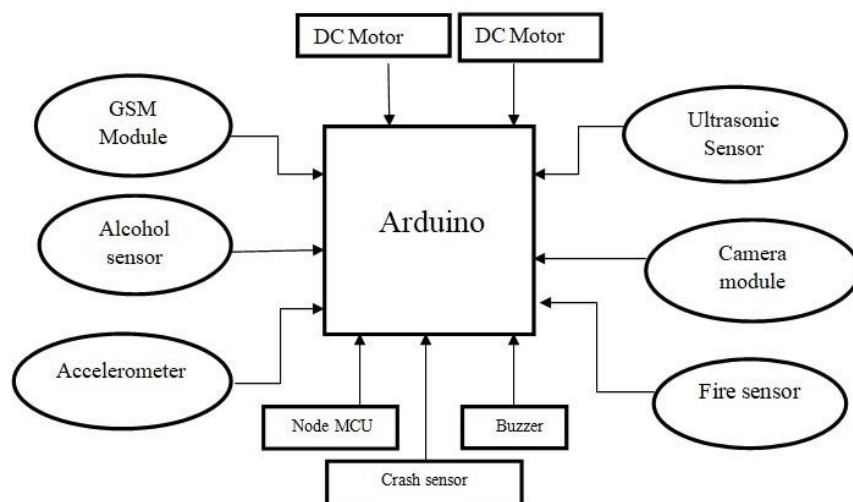 DC Motor
DC Motor
GSM
Module
Ultrasonic
Sensor
Arduino
Alcohol
sensor
Camera
module
Accelerometer
Fire sensor
Node MCU
Buzzer
Crash sensor